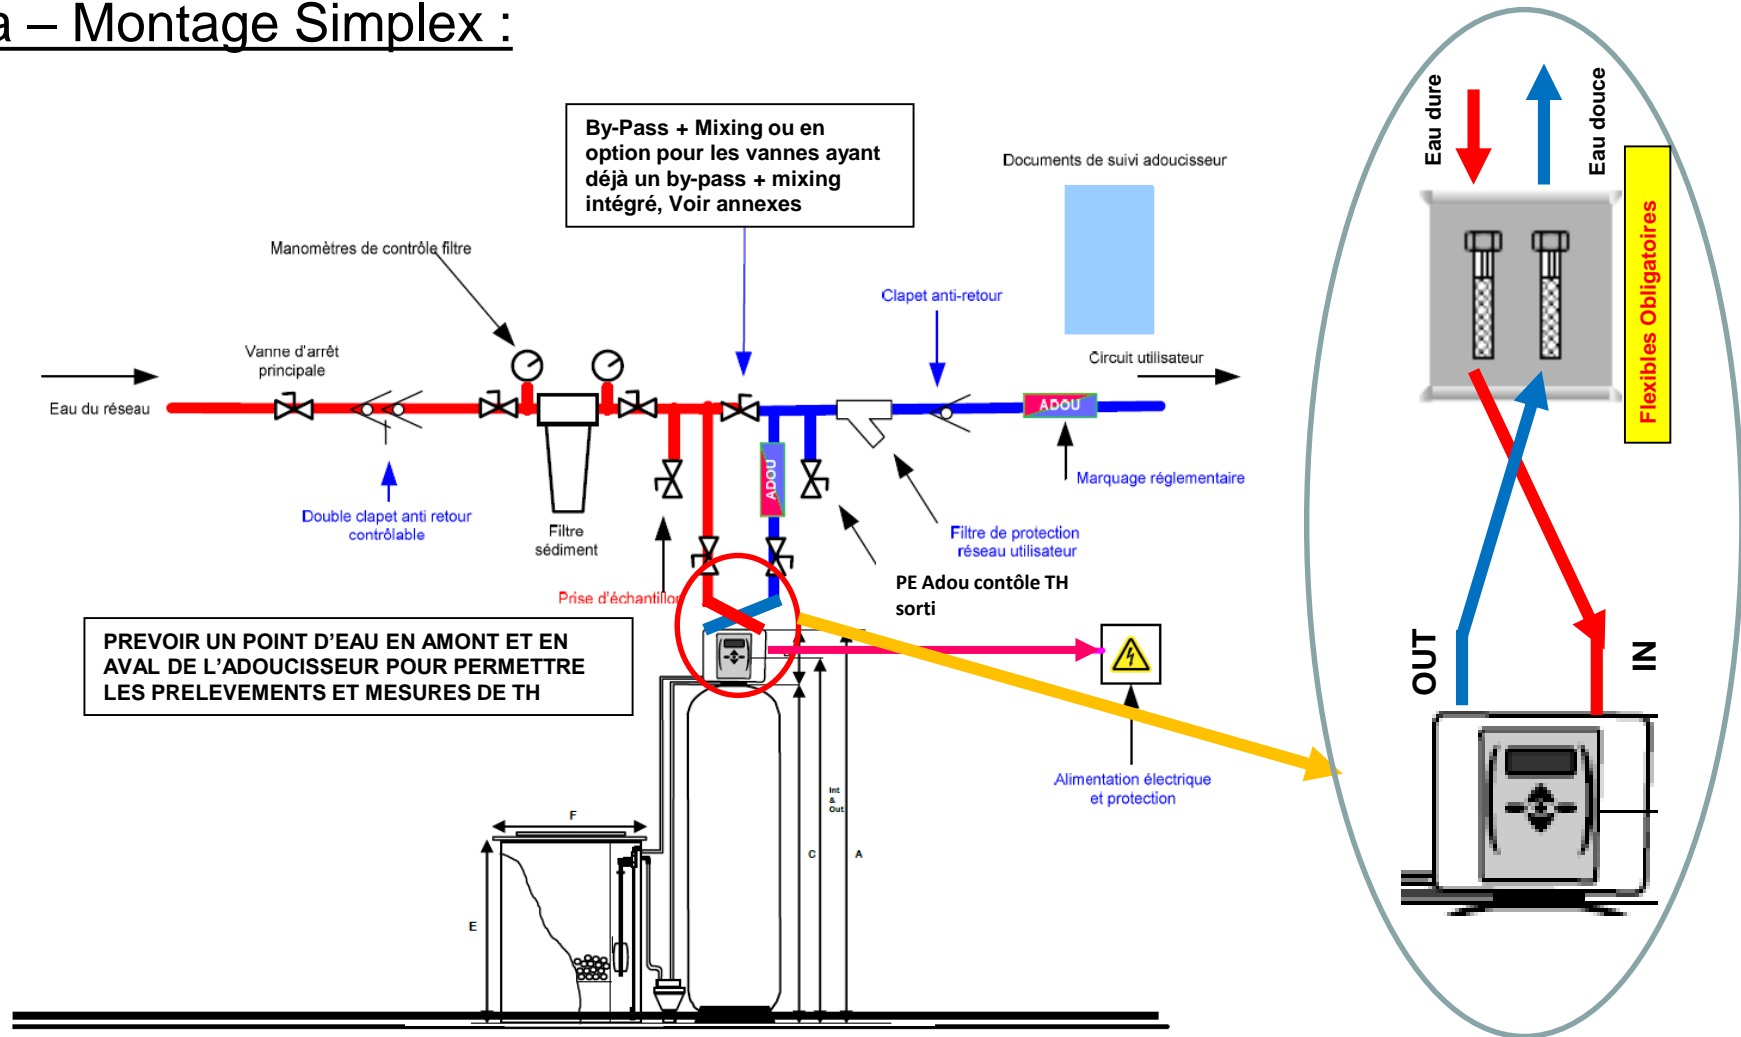 a – Montage Simplex :
By-Pass + Mixing ou en
option pour les vannes ayant
déjà un by-pass + mixing
intégré, Voir annexes
Documents de suivi adoucisseur
Manomètres de contrôle filtre
Clapet anti-retour
Vanne d'arrêt
principale
Circuit utilisateur
Eau du réseau
ADOU
ADOU
Marquage réglementaire
Double clapet anti retour
contrôlable
Filtre
sédiment
Filtre de protection
réseau utilisateur
PE Adou contôle TH
sorti
Prise d'échantillon
PREVOIR UN POINT D'EAU EN AMONT ET EN
AVAL DE L'ADOUCISSEUR POUR PERMETTRE
LES PRELEVEMENTS ET MESURES DE TH
Alimentation électrique
et protection
Int
&
Out
F
C
A
E
Eau dure
Eau douce
Flexibles Obligatoires
OUT
IN